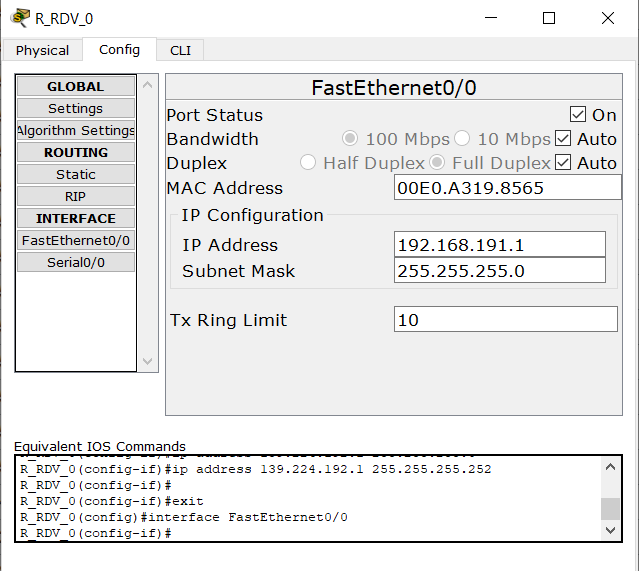 R_RDV_0
Physical Config CLI
GLOBAL
Settings
Algorithm Settings
ROUTING
Static
RIP
INTERFACE
FastEthernet0/0
Serial0/0
FastEthernet0/0
Port Status On
Bandwidth 100 Mbps 10 Mbps Auto
Duplex Half Duplex Full Duplex Auto
MAC Address 00E0.A319.8565
IP Configuration
IP Address 192.168.191.1
Subnet Mask 255.255.255.0
Tx Ring Limit 10
Equivalent IOS Commands
R_RDV_0(config-if)#ip address 139.224.192.1 255.255.255.252
R_RDV_0(config-if)#
R_RDV_0(config-if)#exit
R_RDV_0(config)#interface FastEthernet0/0
R_RDV_0(config-if)#